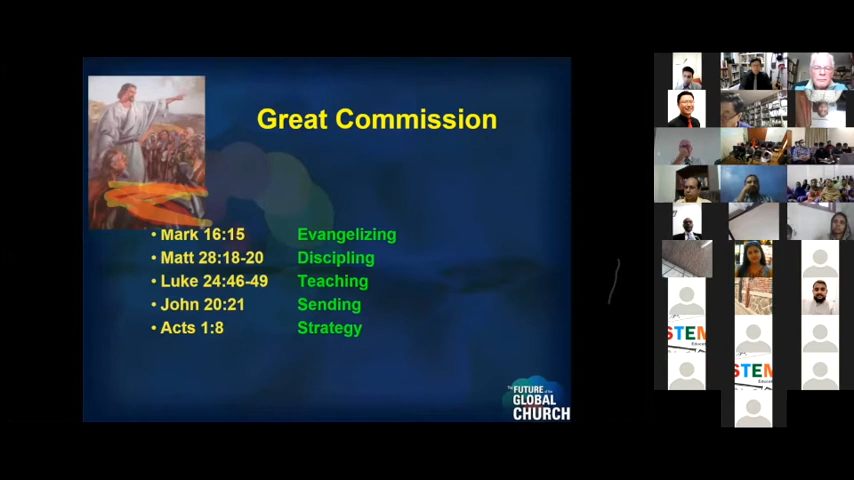 Great Commission
• Mark 16:15 Evangelizing
• Matt 28:18-20 Discipling
• Luke 24:46-49 Teaching
• John 20:21 Sending
• Acts 1:8 Strategy
THE FUTURE of the
GLOBAL
CHURCH
STEM
STEM